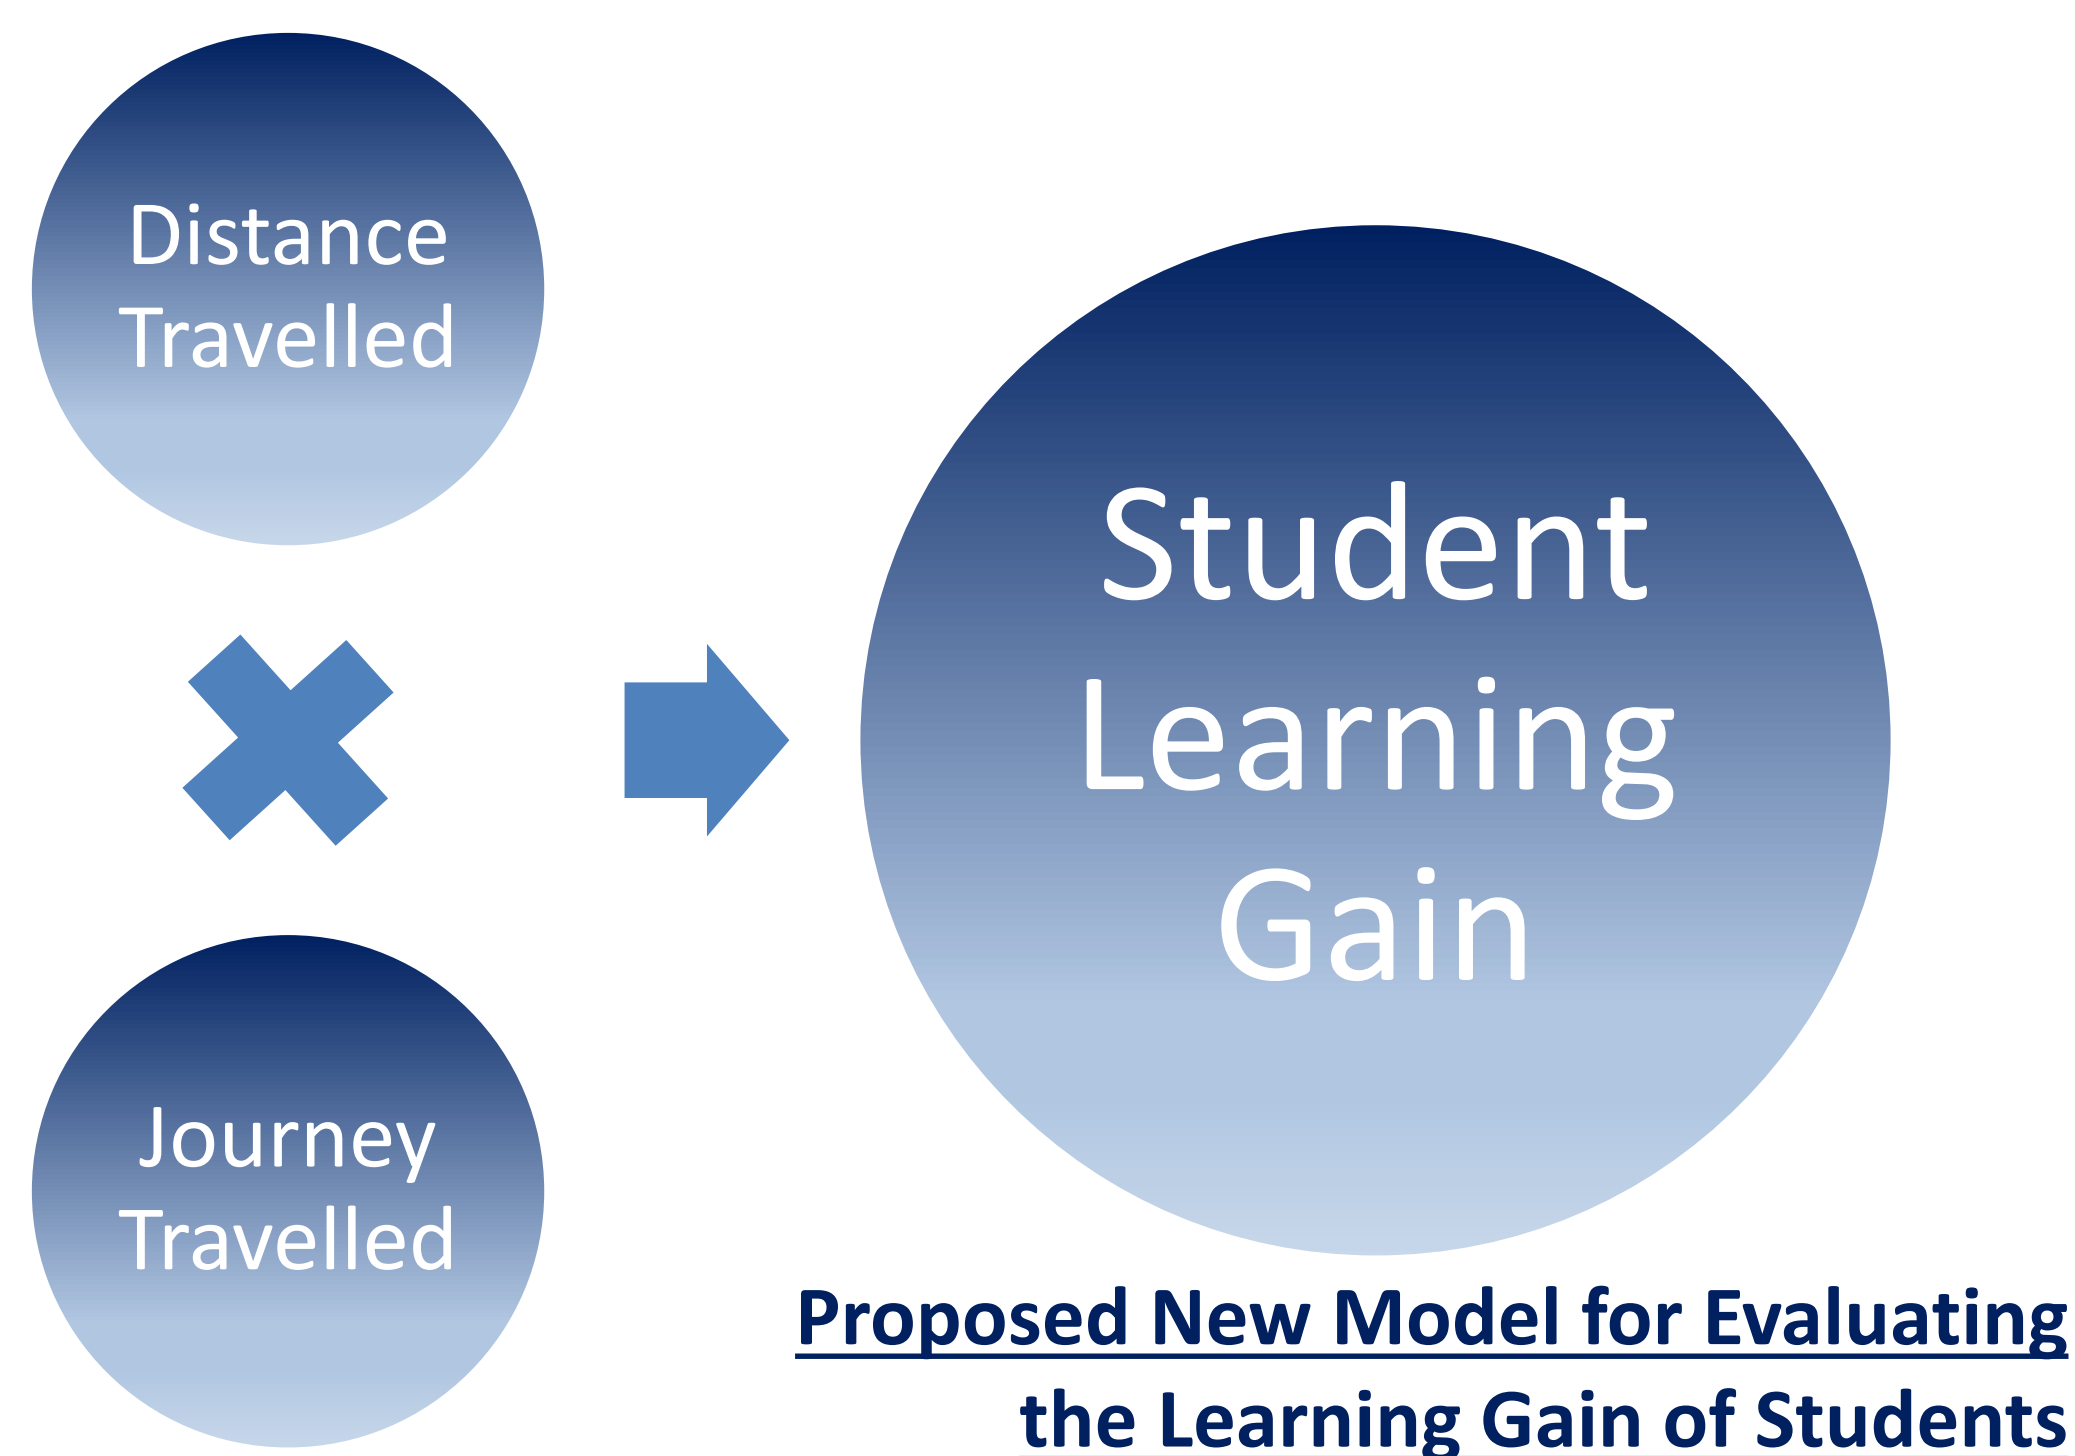 Distance
Travelled
Journey
Travelled
Student
Learning
Gain
Proposed New Model for Evaluating
the Learning Gain of Students